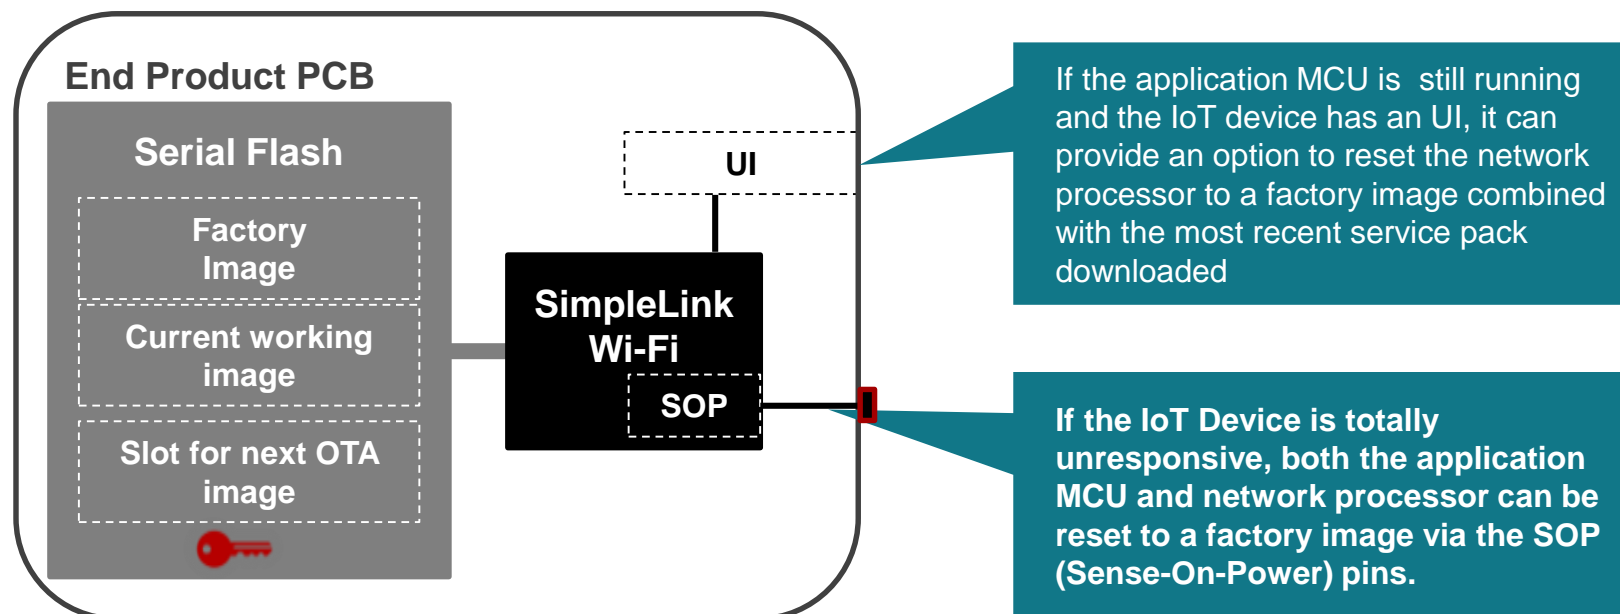 End Product PCB
Serial Flash
Factory
Image
Current working
image
Slot for next OTA
image
UI
SimpleLink
Wi-Fi
SOP
If the application MCU is  still running
and the IoT device has an UI, it can
provide an option to reset the network
processor to a factory image combined
with the most recent service pack
downloaded
If the IoT Device is totally
unresponsive, both the application
MCU and network processor can be
reset to a factory image via the SOP
(Sense-On-Power) pins.